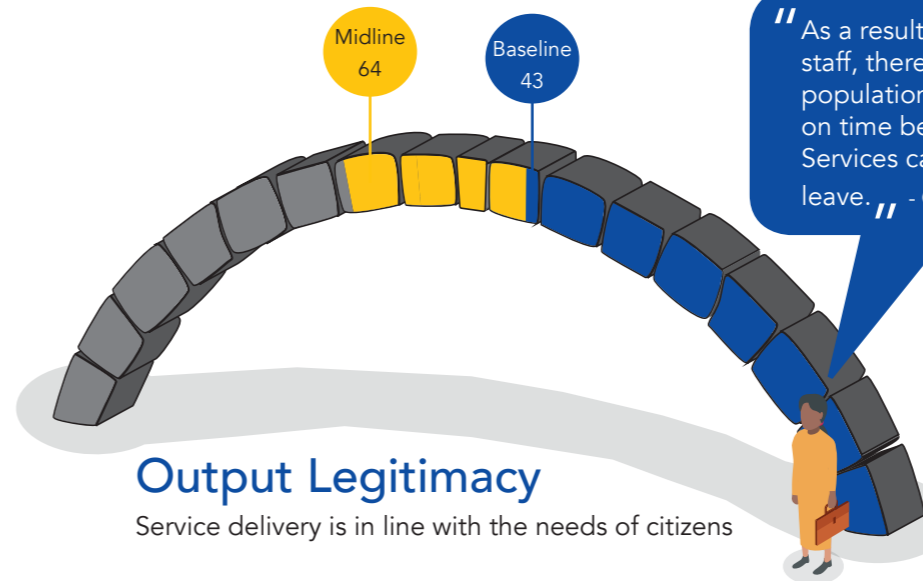 Midline
64
Baseline
43
“ As a result
staff, there
population
on time be
Services ca
leave. ” -
Output Legitimacy
Service delivery is in line with the needs of citizens